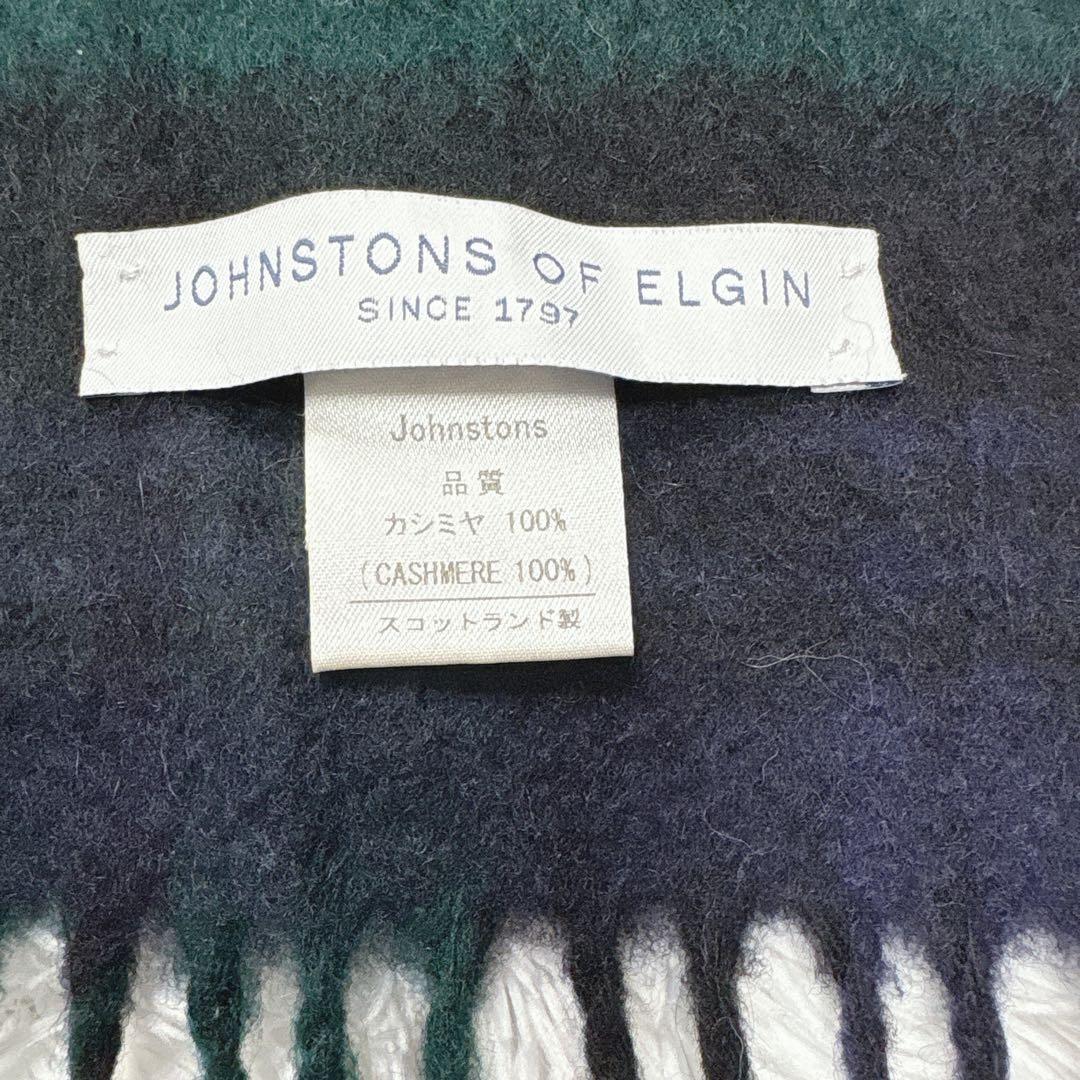 JOHNSTONS OF ELGIN
SINCE 1797
Johnstons
品質
カシミヤ 100%
(CASHMERE 100%)
スコットランド製